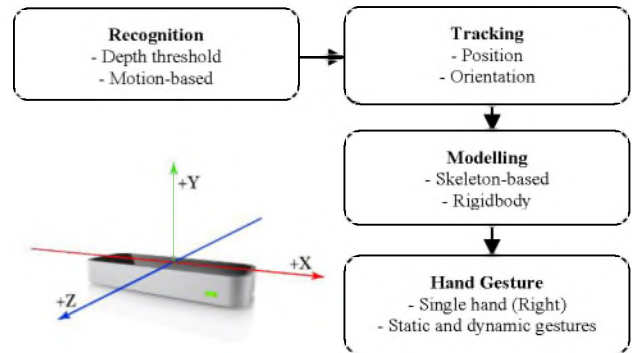 Recognition
- Depth threshold
- Motion-based
Tracking
- Position
- Orientation
Modelling
- Skeleton-based
- Rigidbody
Hand Gesture
- Single hand (Right)
- Static and dynamic gestures
+Y
+X
+Z